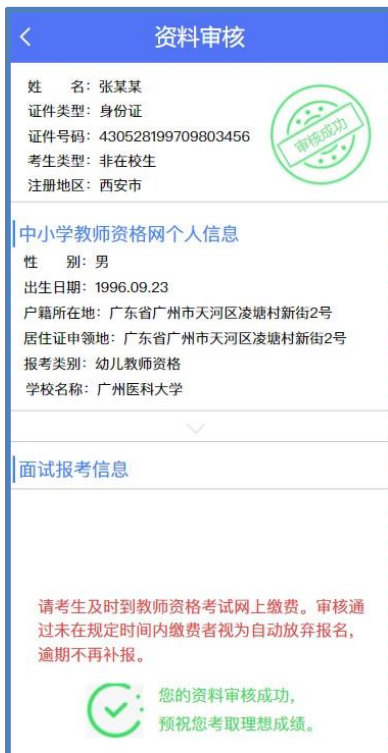 资料审核
姓 名：张某某
证件类型：身份证
证件号码：430528199709803456
考生类型：非在校生
注册地区：西安市
审核成功
中小学教师资格网个人信息
性 别：男
出生日期：1996.09.23
户籍所在地：广东省广州市天河区凌塘村新街2号
居住证申领地：广东省广州市天河区凌塘村新街2号
报考类别：幼儿教师资格
学校名称：广州医科大学
面试报考信息
请考生及时到教师资格考试网上缴费。审核通
过未在规定时间内缴费者视为自动放弃报名，
逾期不再补报。
您的资料审核成功，
预祝您考取理想成绩。